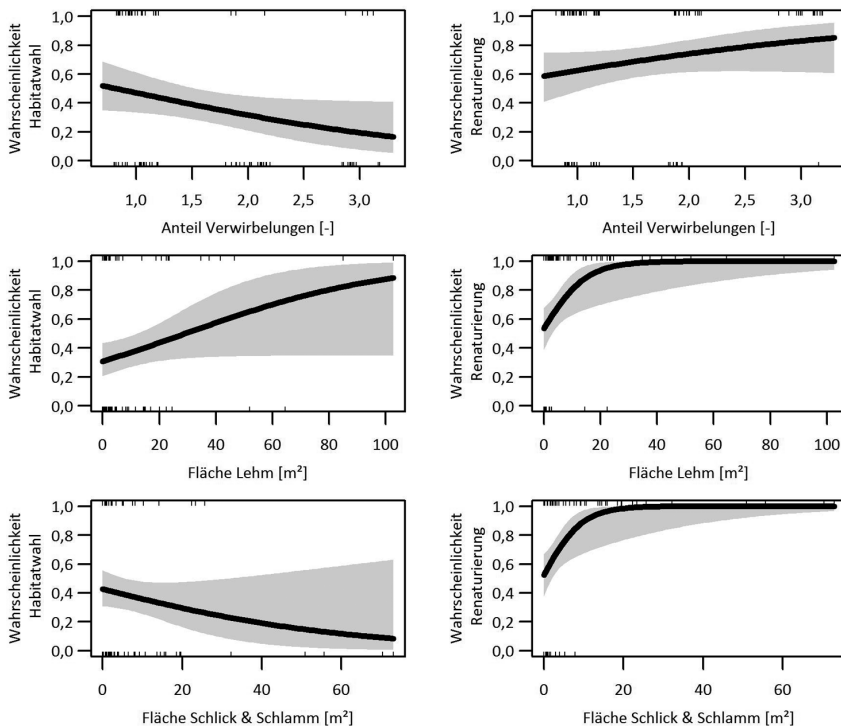 Wahrscheinlichkeit
Habitatwahl
1,0
0,8
0,6
0,4
0,2
0,0
1,0 1,5 2,0 2,5 3,0
Anteil Verwirbelungen [-]
Wahrscheinlichkeit
Renaturierung
1,0
0,8
0,6
0,4
0,2
0,0
1,0 1,5 2,0 2,5 3,0
Anteil Verwirbelungen [-]
Wahrscheinlichkeit
Habitatwahl
1,0
0,8
0,6
0,4
0,2
0,0
0 20 40 60 80 100
Fläche Lehm [m²]
Wahrscheinlichkeit
Renaturierung
1,0
0,8
0,6
0,4
0,2
0,0
0 20 40 60 80 100
Fläche Lehm [m²]
Wahrscheinlichkeit
Habitatwahl
1,0
0,8
0,6
0,4
0,2
0,0
0 20 40 60
Fläche Schlick & Schlamm [m²]
Wahrscheinlichkeit
Renaturierung
1,0
0,8
0,6
0,4
0,2
0,0
0 20 40 60
Fläche Schlick & Schlamm [m²]